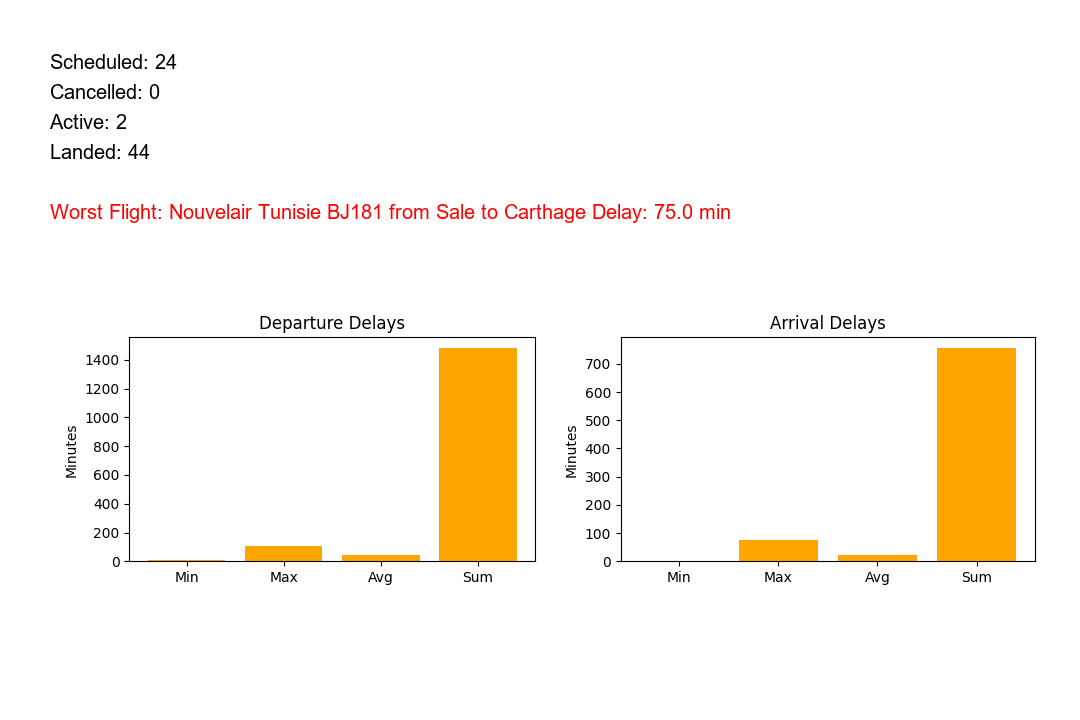 Scheduled: 24
Cancelled: 0
Active: 2
Landed: 44
Worst Flight: Nouvelair Tunisie BJ181 from Sale to Carthage Delay: 75.0 min
Departure Delays
Minutes
1400
1200
1000
800
600
400
200
0
Min Max Avg Sum
Arrival Delays
Minutes
700
600
500
400
300
200
100
0
Min Max Avg Sum